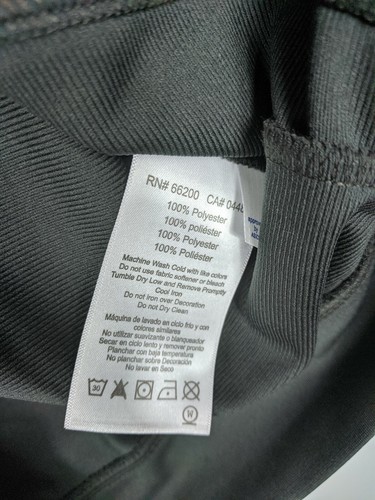 RN# 66200 CA# 0448
100% Polyester
100% poliéster
100% Polyester
100% Poliéster
Machine Wash Cold with like colors
Do not use fabric softener or bleach
Tumble Dry Low and Remove Promptly
Cool Iron
Do not Iron over Decoration
Do not Dry Clean
Máquina de lavado en ciclo frio y con
colores similares
No utilizar suavizante o blanqueador
Secar en ciclo lento y remover pronto
Planchar con baja temperatura
No planchar sobre Decoración
No lavar en Seco
30
W